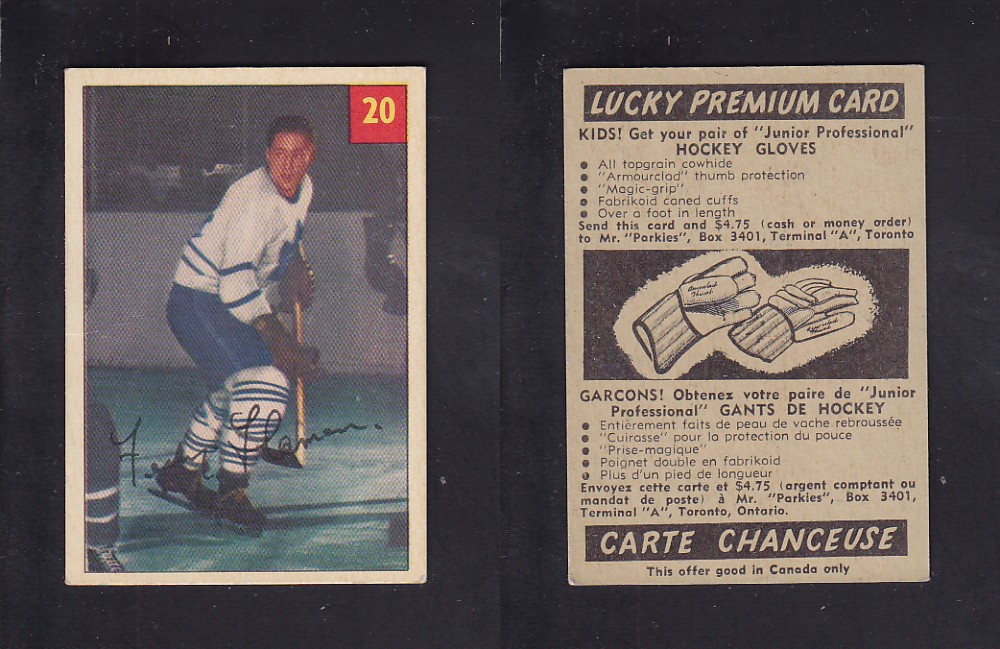 20
Fern Flaman.
LUCKY PREMIUM CARD
KIDS! Get your pair of "Junior Professional"
HOCKEY GLOVES
● All topgrain cowhide
● "Armourclad" thumb protection
● "Magic-grip"
● Fabrikoid caned cuffs
● Over a foot in length
Send this card and $4.75 (cash or money order)
to Mr. "Parkies", Box 3401, Terminal "A", Toronto
GARCONS! Obtenez votre paire de "Junior
Professional" GANTS DE HOCKEY
● Entièrement faits de peau de vache rebroussée
● "Cuirasse" pour la protection du pouce
● "Prise-magique"
● Poignet double en fabrikoid
● Plus d'un pied de longueur
Envoyez cette carte et $4.75 (argent comptant ou
mandat de poste) à Mr. "Parkies", Box 3401,
Terminal "A", Toronto, Ontario.
CARTE CHANCEUSE
This offer good in Canada only